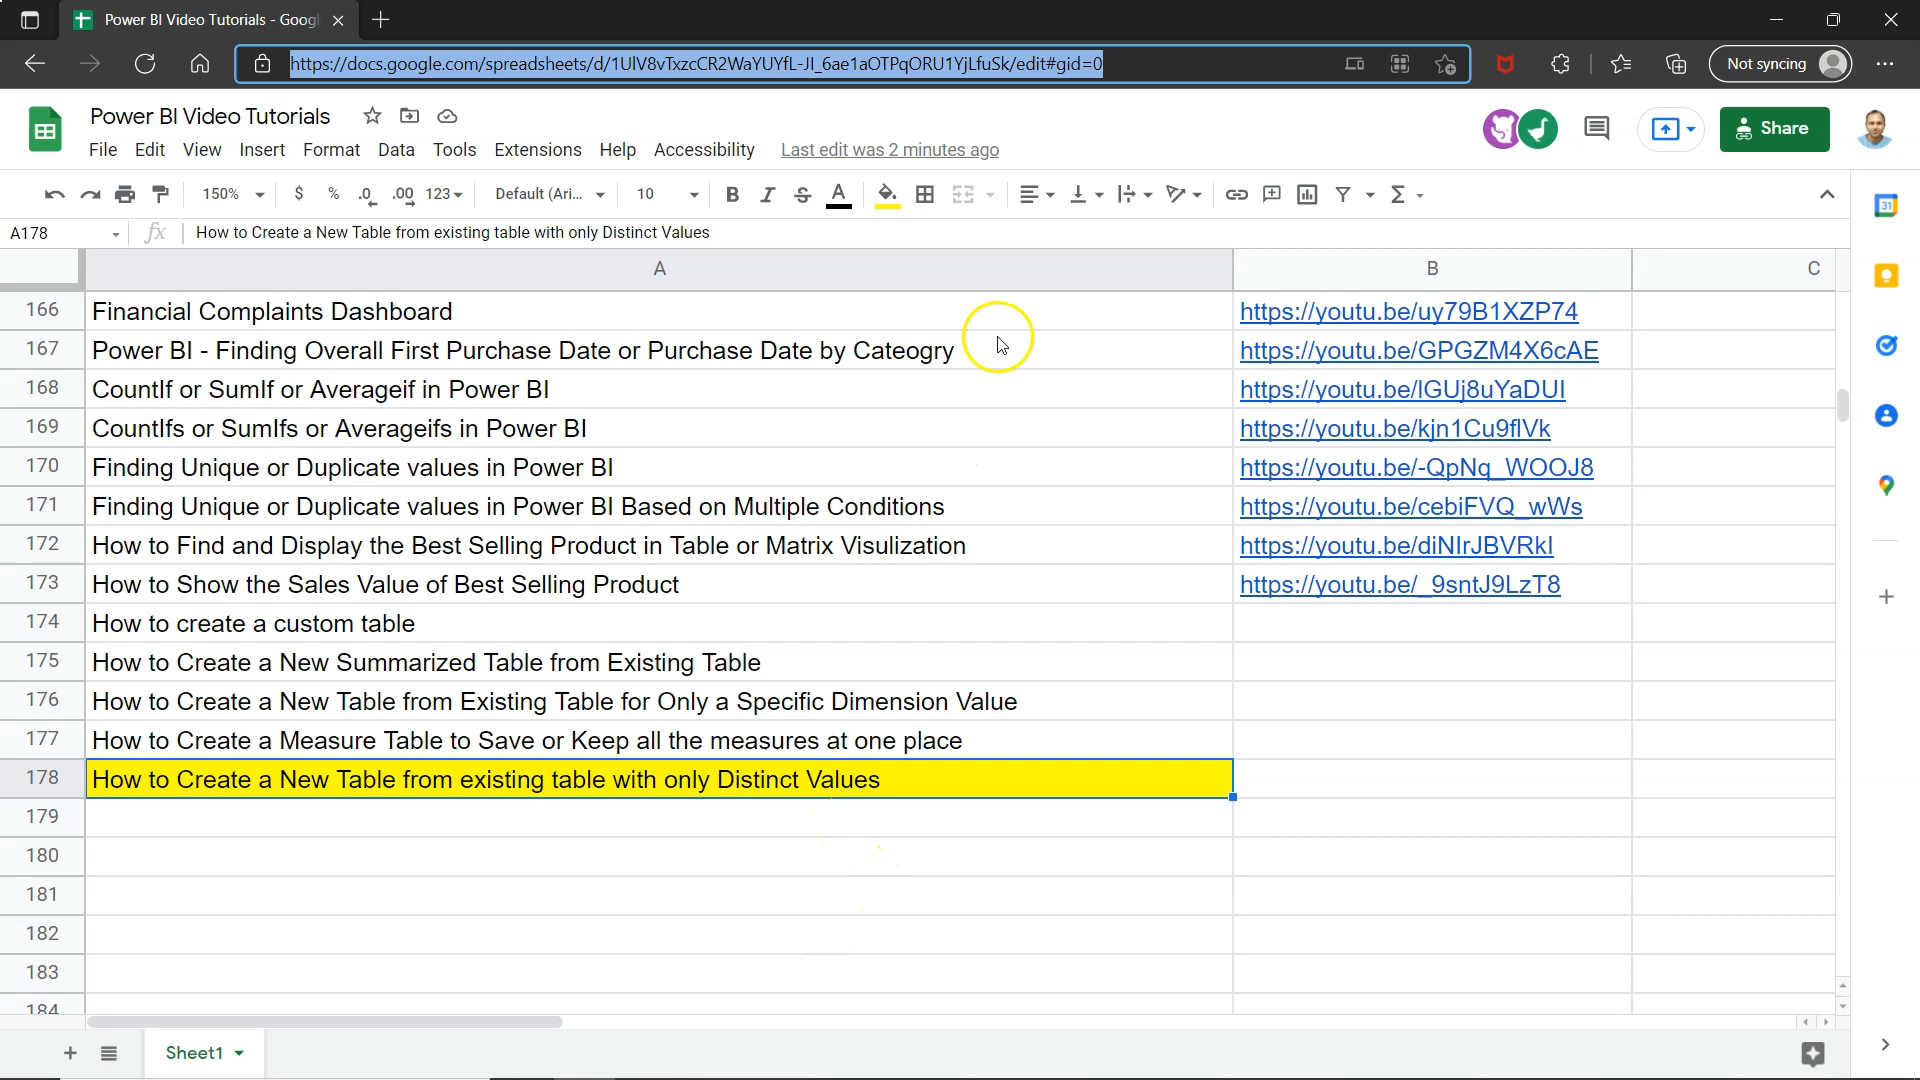 Power BI Video Tutorials - Googl
https://docs.google.com/spreadsheets/d/1UlV8vTxzcCR2WaYUYfL-JI_6ae1aOTPqORU1YjLfuSk/edit#gid=0
Not syncing
Power BI Video Tutorials
File Edit View Insert Format Data Tools Extensions Help Accessibility Last edit was 2 minutes ago
Share
150% $ % .0 .00 123 Default (Ari... 10 B I S A Σ
31
A178 fx How to Create a New Table from existing table with only Distinct Values
A B C
166 Financial Complaints Dashboard https://youtu.be/uy79B1XZP74
167 Power BI - Finding Overall First Purchase Date or Purchase Date by Cateogry https://youtu.be/GPGZM4X6cAE
168 CountIf or SumIf or Averageif in Power BI https://youtu.be/lGUj8uYaDUI
169 CountIfs or SumIfs or Averageifs in Power BI https://youtu.be/kjn1Cu9flVk
170 Finding Unique or Duplicate values in Power BI https://youtu.be/-QpNq_WOOJ8
171 Finding Unique or Duplicate values in Power BI Based on Multiple Conditions https://youtu.be/cebiFVQ_wWs
172 How to Find and Display the Best Selling Product in Table or Matrix Visulization https://youtu.be/diNIrJBVRkI
173 How to Show the Sales Value of Best Selling Product https://youtu.be/_9sntJ9LzT8
174 How to create a custom table
175 How to Create a New Summarized Table from Existing Table
176 How to Create a New Table from Existing Table for Only a Specific Dimension Value
177 How to Create a Measure Table to Save or Keep all the measures at one place
178 How to Create a New Table from existing table with only Distinct Values
179
180
181
182
183
184
Sheet1